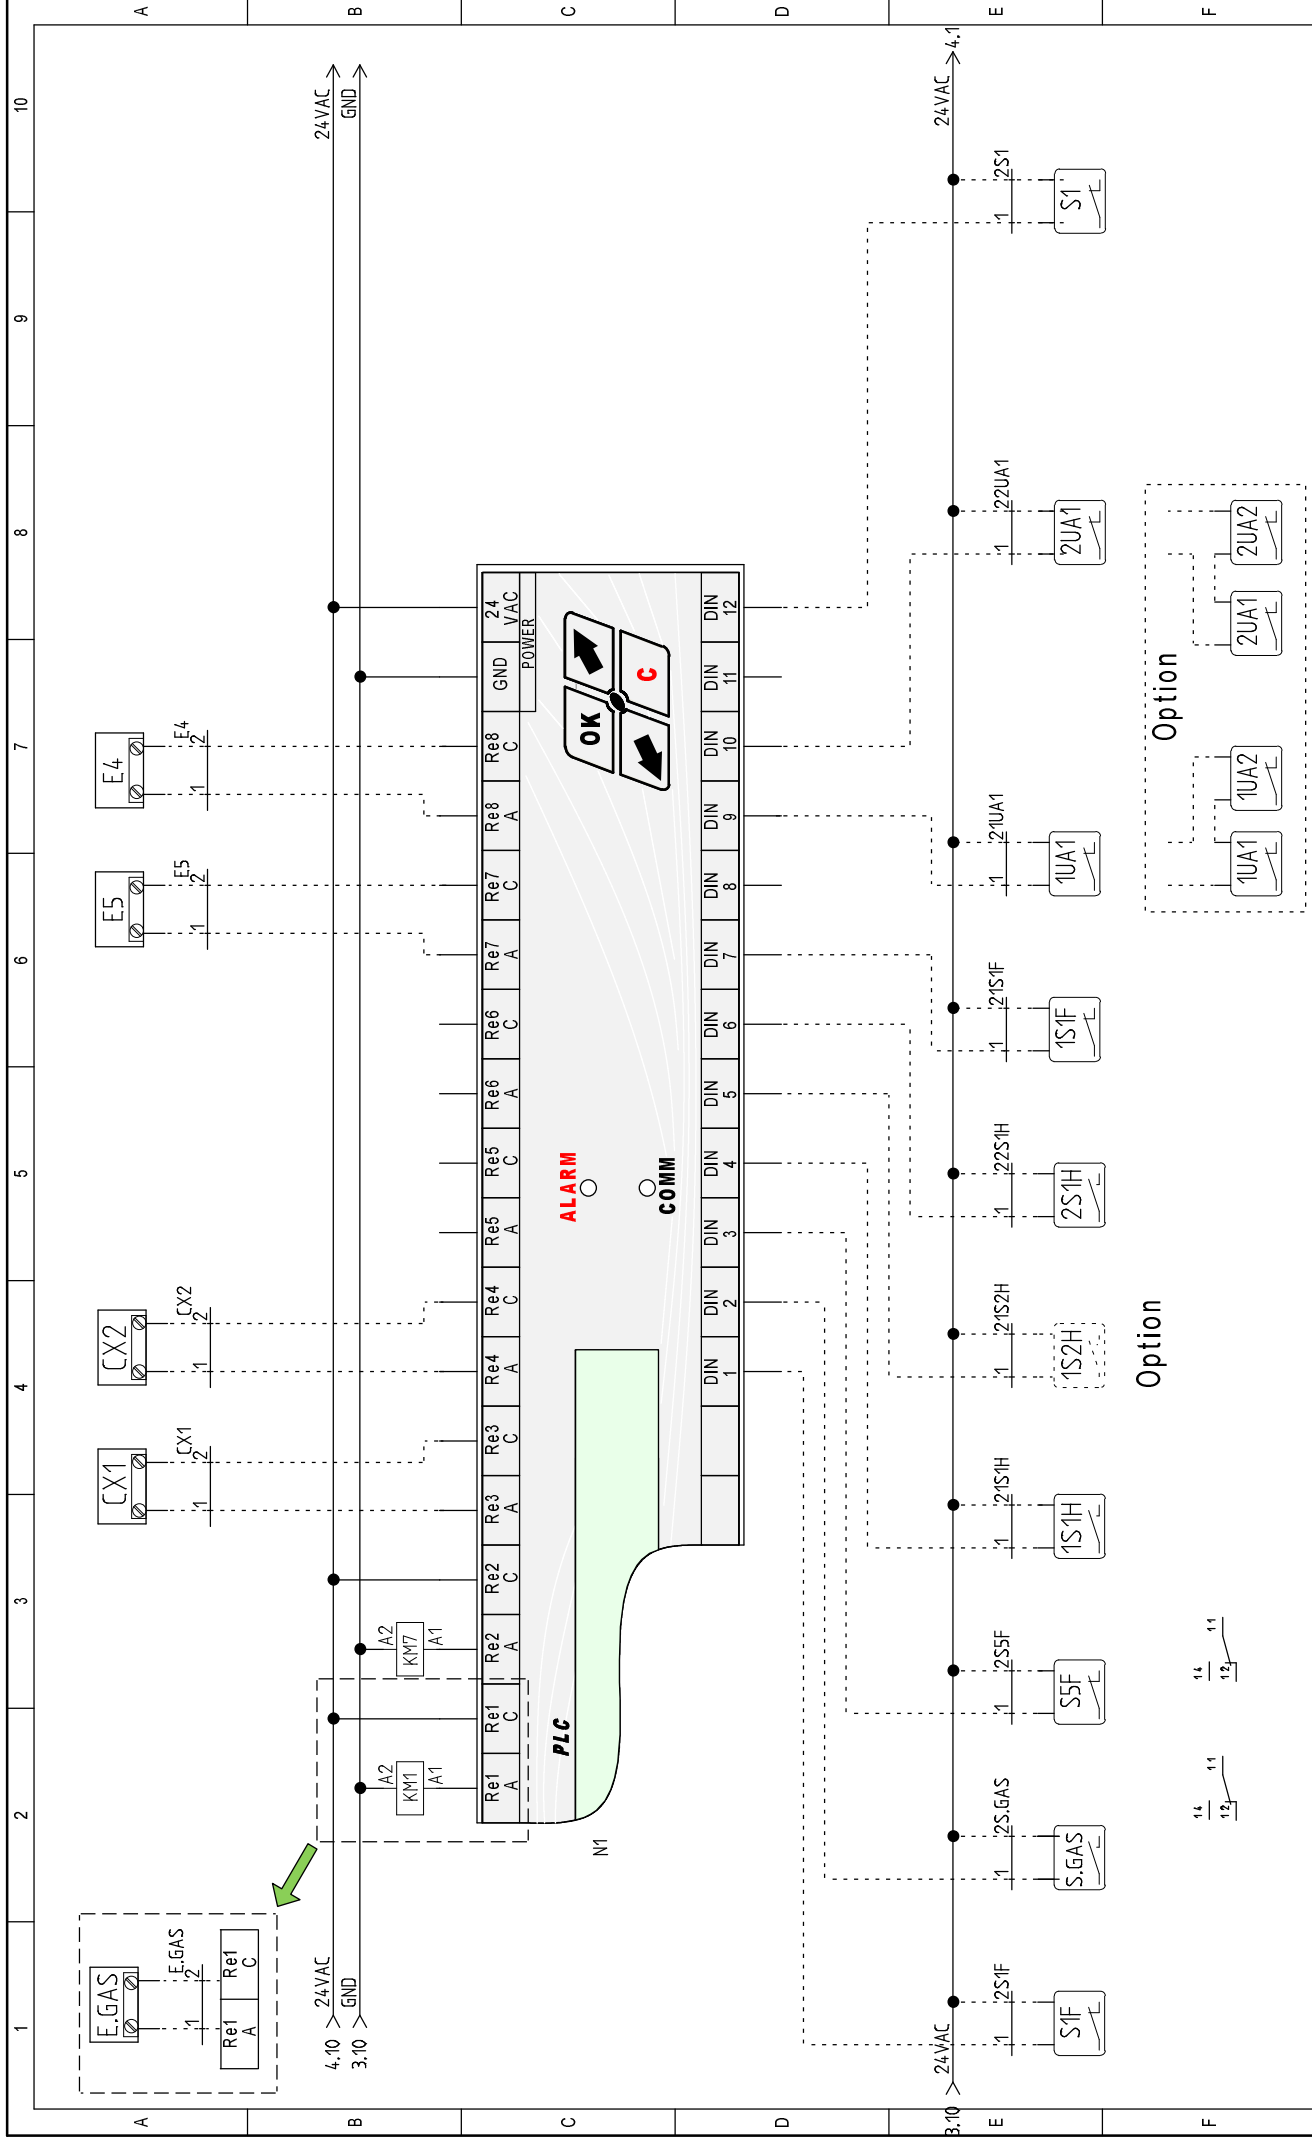 1 2 3 4 5 6 7 8 9 10
A A
E.GAS CX1 CX2 E5 E4
1 2 E.GAS
1 2 CX1
1 2 CX2
1 2 E5
1 2 E4
Re1 A
Re1 C
B B
4.10 24VAC 24VAC
3.10 GND GND
A2 KM1 A1
A2 KM7 A1
Re1 A
Re1 C
Re2 A
Re2 C
Re3 A
Re3 C
Re4 A
Re4 C
Re5 A
Re5 C
Re6 A
Re6 C
Re7 A
Re7 C
Re8 A
Re8 C
GND
24 VAC
POWER
C C
PLC
ALARM
COMM
OK
C
N1
DIN 1
DIN 2
DIN 3
DIN 4
DIN 5
DIN 6
DIN 7
DIN 8
DIN 9
DIN 10
DIN 11
DIN 12
D D
3.10 24VAC 24VAC 4.1
E E
1 2S1F
1 2S.GAS
1 2S5F
1 21S1H
1 21S2H
1 22S1H
1 21S1F
1 21UA1
1 22UA1
1 2S1
S1F S.GAS S5F 1S1H 1S2H 2S1H 1S1F 1UA1 2UA1 S1
Option
Option
F F
14 12 11
14 12 11
1UA1 1UA2 2UA1 2UA2